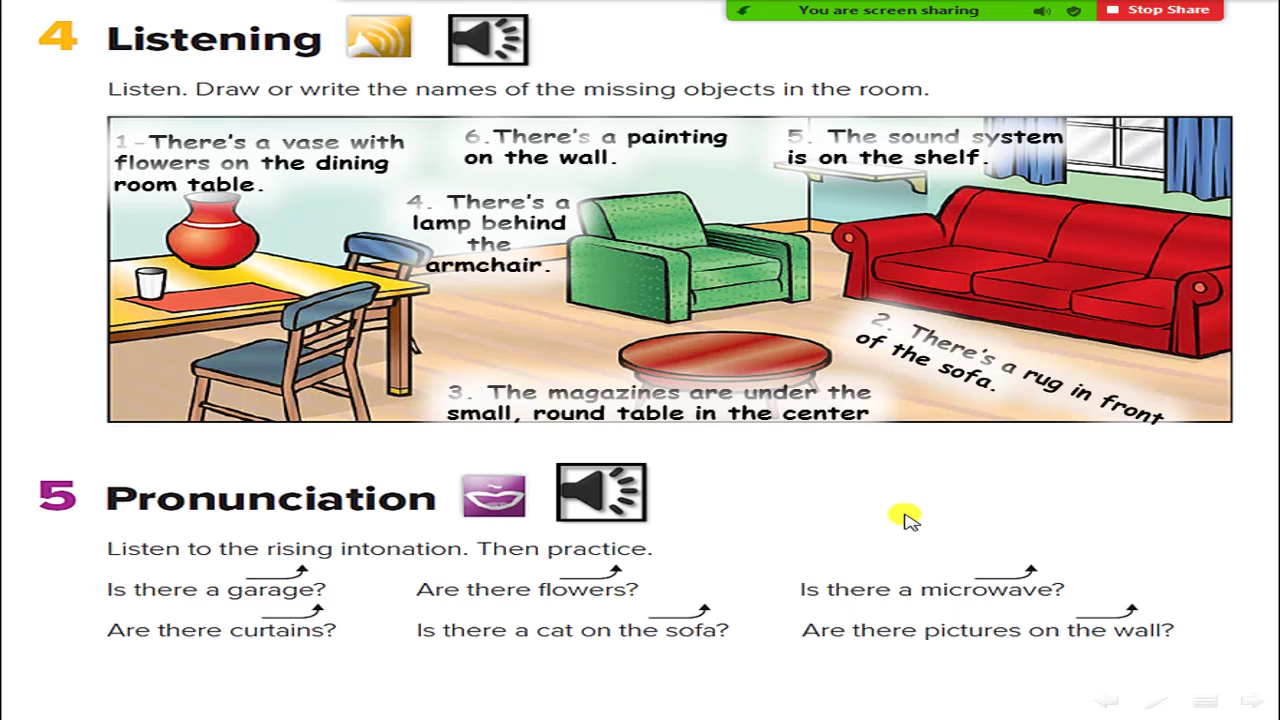 You are screen sharing
Stop Share
4 Listening
Listen. Draw or write the names of the missing objects in the room.
1-There's a vase with
flowers on the dining
room table.
6.There's a painting
on the wall.
5. The sound system
is on the shelf.
4. There's a
lamp behind
the
armchair.
2. There's a rug in front
of the sofa.
3. The magazines are under the
small, round table in the center
5 Pronunciation
Listen to the rising intonation. Then practice.
Is there a garage? Are there flowers? Is there a microwave?
Are there curtains? Is there a cat on the sofa? Are there pictures on the wall?